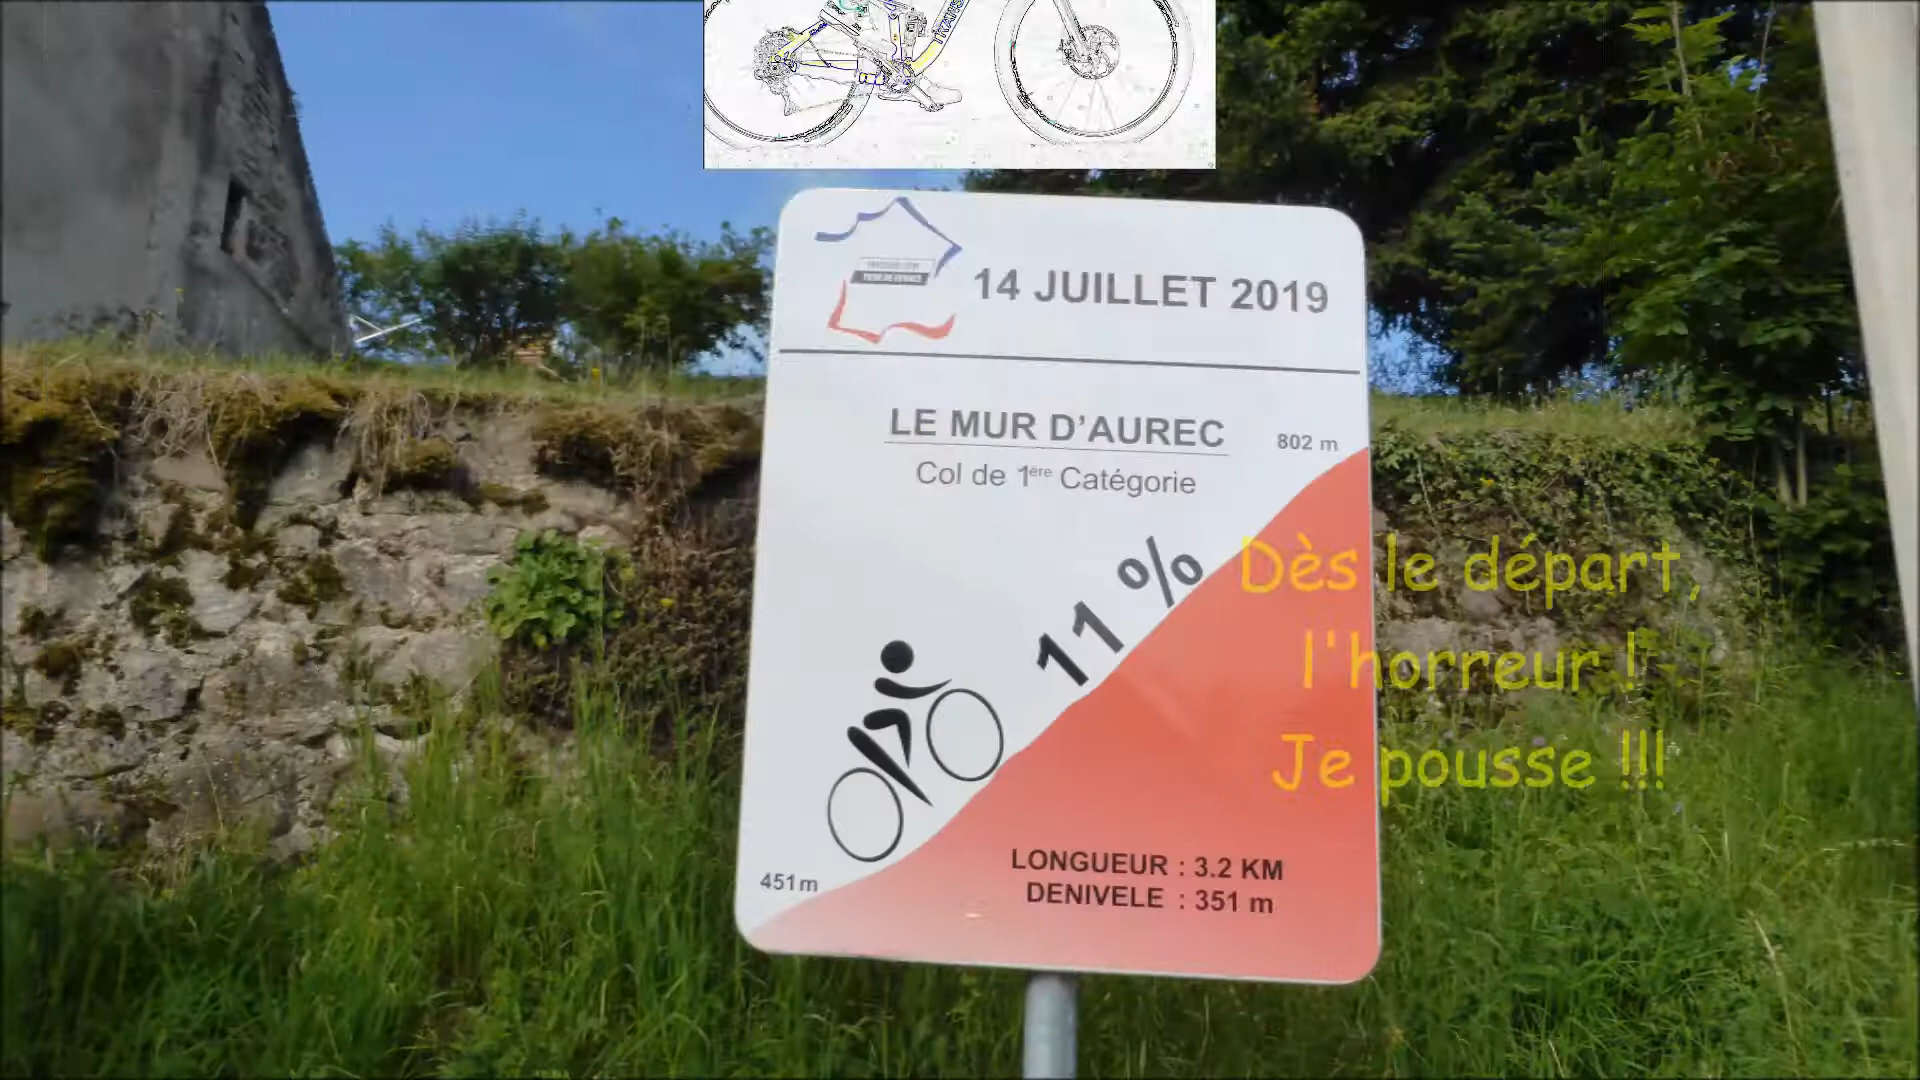 14 JUILLET 2019
LE MUR D'AUREC
Col de 1ère Catégorie
802 m
11 %
Dès le départ,
l'horreur !
Je pousse !!!
451m
LONGUEUR : 3.2 KM
DENIVELE : 351 m